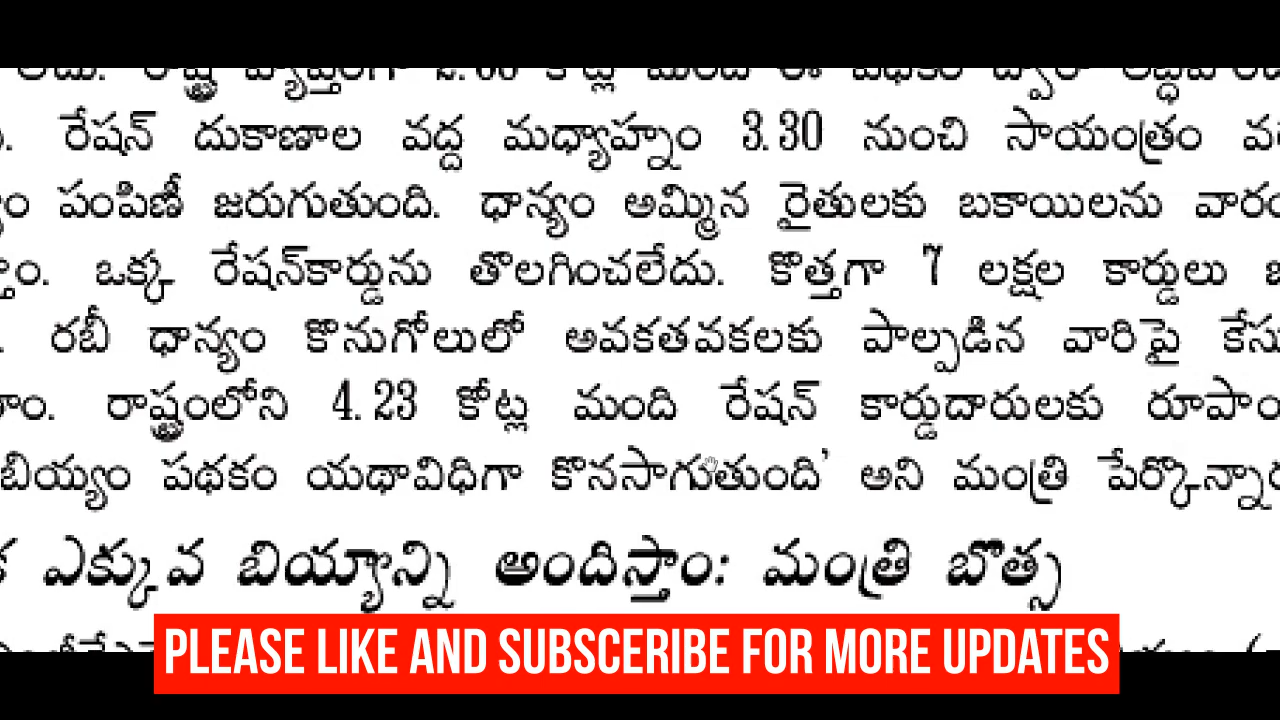 రేషన్ దుకాణాల వద్ద మధ్యాహ్నం 3.30 నుంచి సాయంత్రం
పంపిణీ జరుగుతుంది. ధాన్యం అమ్మిన రైతులకు బకాయిలను
ఒక్క రేషన్‌కార్డును తొలగించలేదు. కొత్తగా 7 లక్షల కార్డులు
రబీ ధాన్యం కొనుగోలులో అవకతవకలకు పాల్పడిన వారిపై
రాష్ట్రంలోని 4.23 కోట్ల మంది రేషన్ కార్డుదారులకు
బియ్యం పథకం యథావిధిగా కొనసాగుతుంది' అని మంత్రి
ఎక్కువ బియ్యాన్ని అందిస్తాం: మంత్రి బొత్స
PLEASE LIKE AND SUBSCERIBE FOR MORE UPDATES